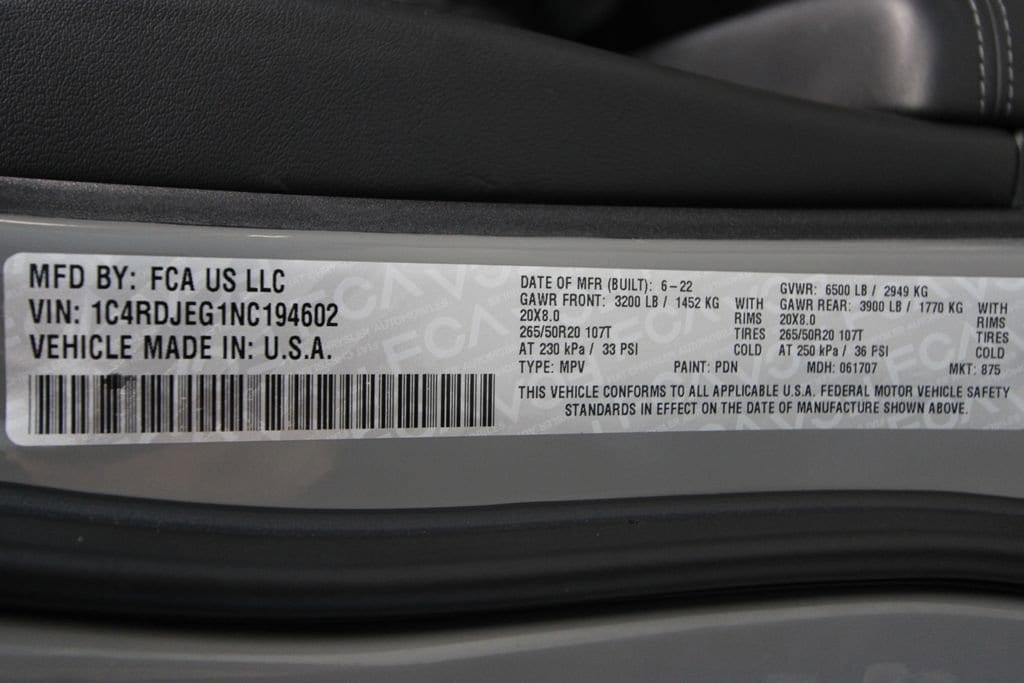 MFD BY: FCA US LLC
VIN: 1C4RDJEG1NC194602
VEHICLE MADE IN: U.S.A.
DATE OF MFR (BUILT): 6-22
GAWR FRONT: 3200 LB / 1452 KG WITH
20X8.0 RIMS
265/50R20 107T TIRES
AT 230 kPa / 33 PSI COLD
TYPE: MPV PAINT: PDN
GVWR: 6500 LB / 2949 KG
GAWR REAR: 3900 LB / 1770 KG WITH
20X8.0 RIMS
265/50R20 107T TIRES
AT 250 kPa / 36 PSI COLD
MDH: 061707 MKT: 875
THIS VEHICLE CONFORMS TO ALL APPLICABLE U.S.A. FEDERAL MOTOR VEHICLE SAFETY
STANDARDS IN EFFECT ON THE DATE OF MANUFACTURE SHOWN ABOVE.